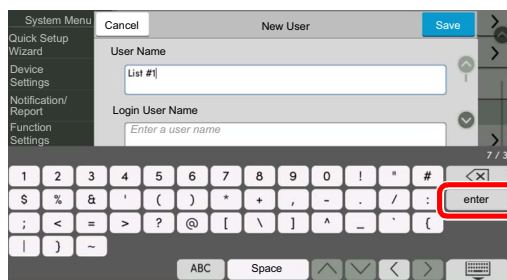 System Menu
Cancel
New User
Save
Quick Setup
Wizard
User Name
Device
Settings
List #1
Notification/
Report
Login User Name
Function
Settings
Enter a user name
7 / 3
1 2 3 4 5 6 7 8 9 0 ! " #
$ % & ' ( ) * + , - . / : enter
; < = > ? @ [ \ ] ^ _ ` {
| } ~
ABC Space